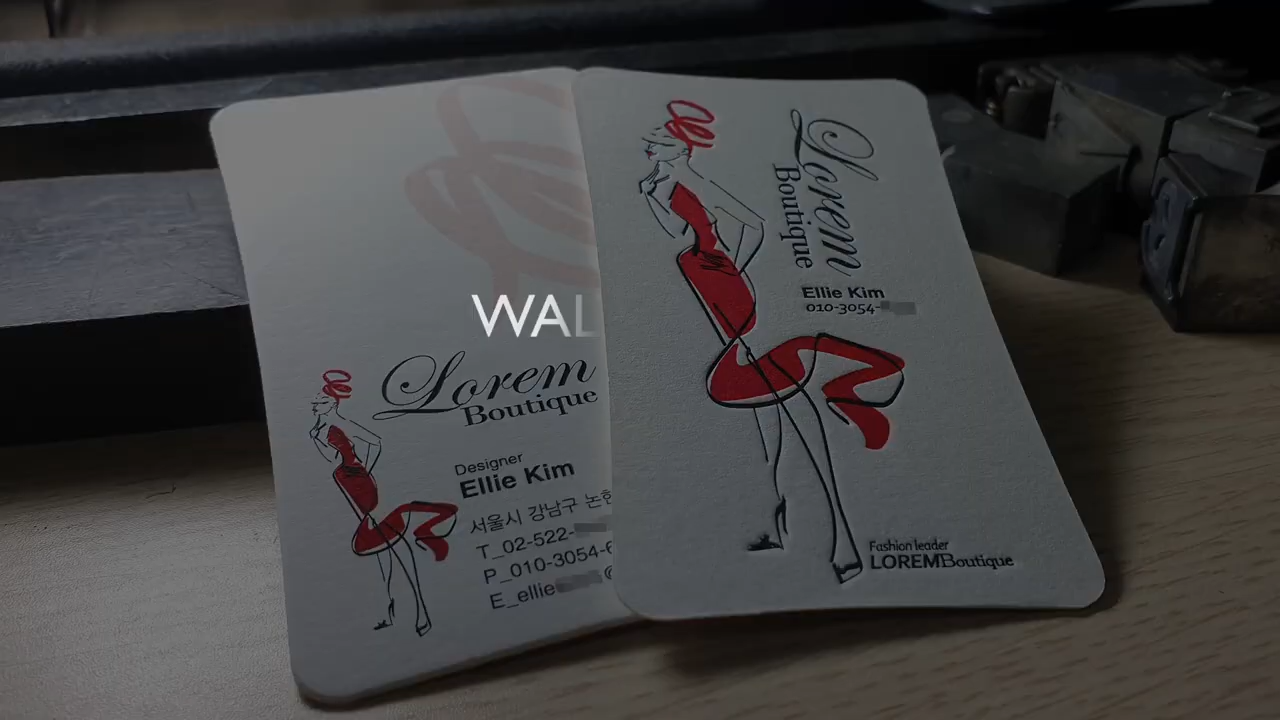 WAL
Lorem
Boutique
Designer
Ellie Kim
서울시 강남구 논현
T_02-522-
P_010-3054-6
E_ellie
Lorem
Boutique
Ellie Kim
010-3054-
Fashion leader
LOREMBoutique